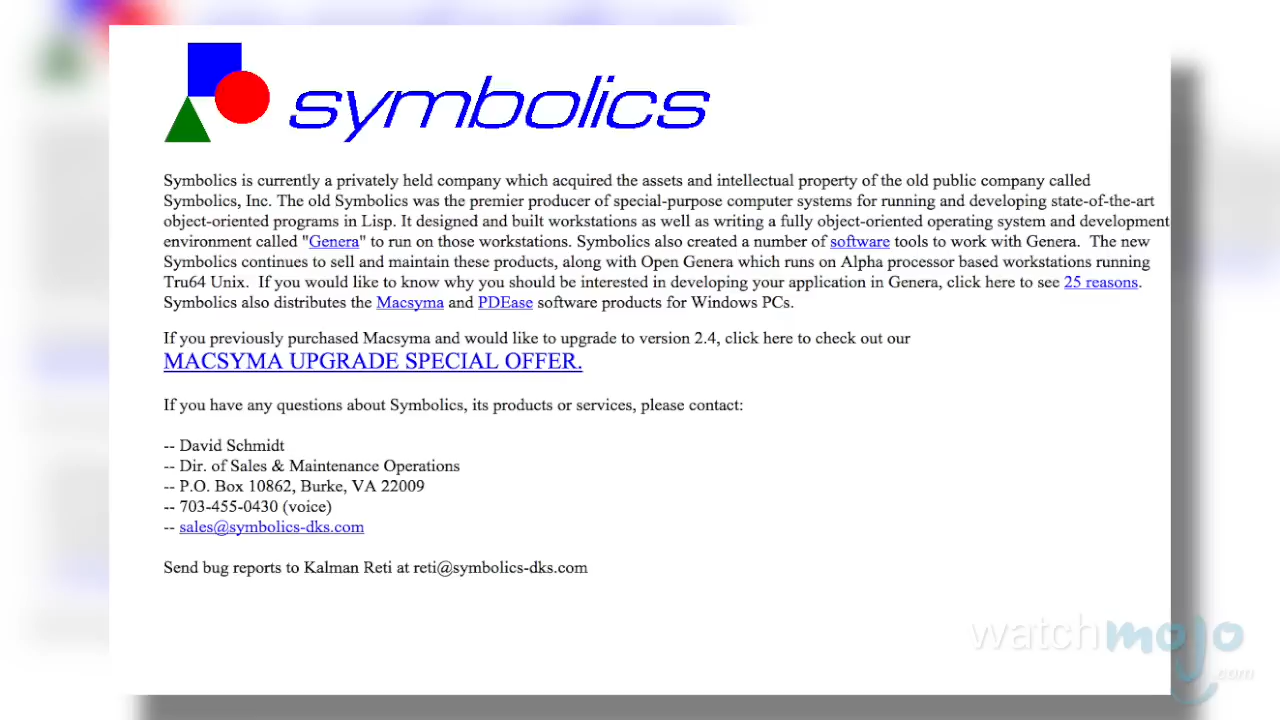 symbolics
Symbolics is currently a privately held company which acquired the assets and intellectual property of the old public company called
Symbolics, Inc. The old Symbolics was the premier producer of special-purpose computer systems for running and developing state-of-the-art
object-oriented programs in Lisp. It designed and built workstations as well as writing a fully object-oriented operating system and development
environment called "Genera" to run on those workstations. Symbolics also created a number of software tools to work with Genera. The new
Symbolics continues to sell and maintain these products, along with Open Genera which runs on Alpha processor based workstations running
Tru64 Unix. If you would like to know why you should be interested in developing your application in Genera, click here to see 25 reasons.
Symbolics also distributes the Macsyma and PDEase software products for Windows PCs.
If you previously purchased Macsyma and would like to upgrade to version 2.4, click here to check out our
MACSYMA UPGRADE SPECIAL OFFER.
If you have any questions about Symbolics, its products or services, please contact:
-- David Schmidt
-- Dir. of Sales & Maintenance Operations
-- P.O. Box 10862, Burke, VA 22009
-- 703-455-0430 (voice)
-- sales@symbolics-dks.com
Send bug reports to Kalman Reti at reti@symbolics-dks.com
watchmojo
.com